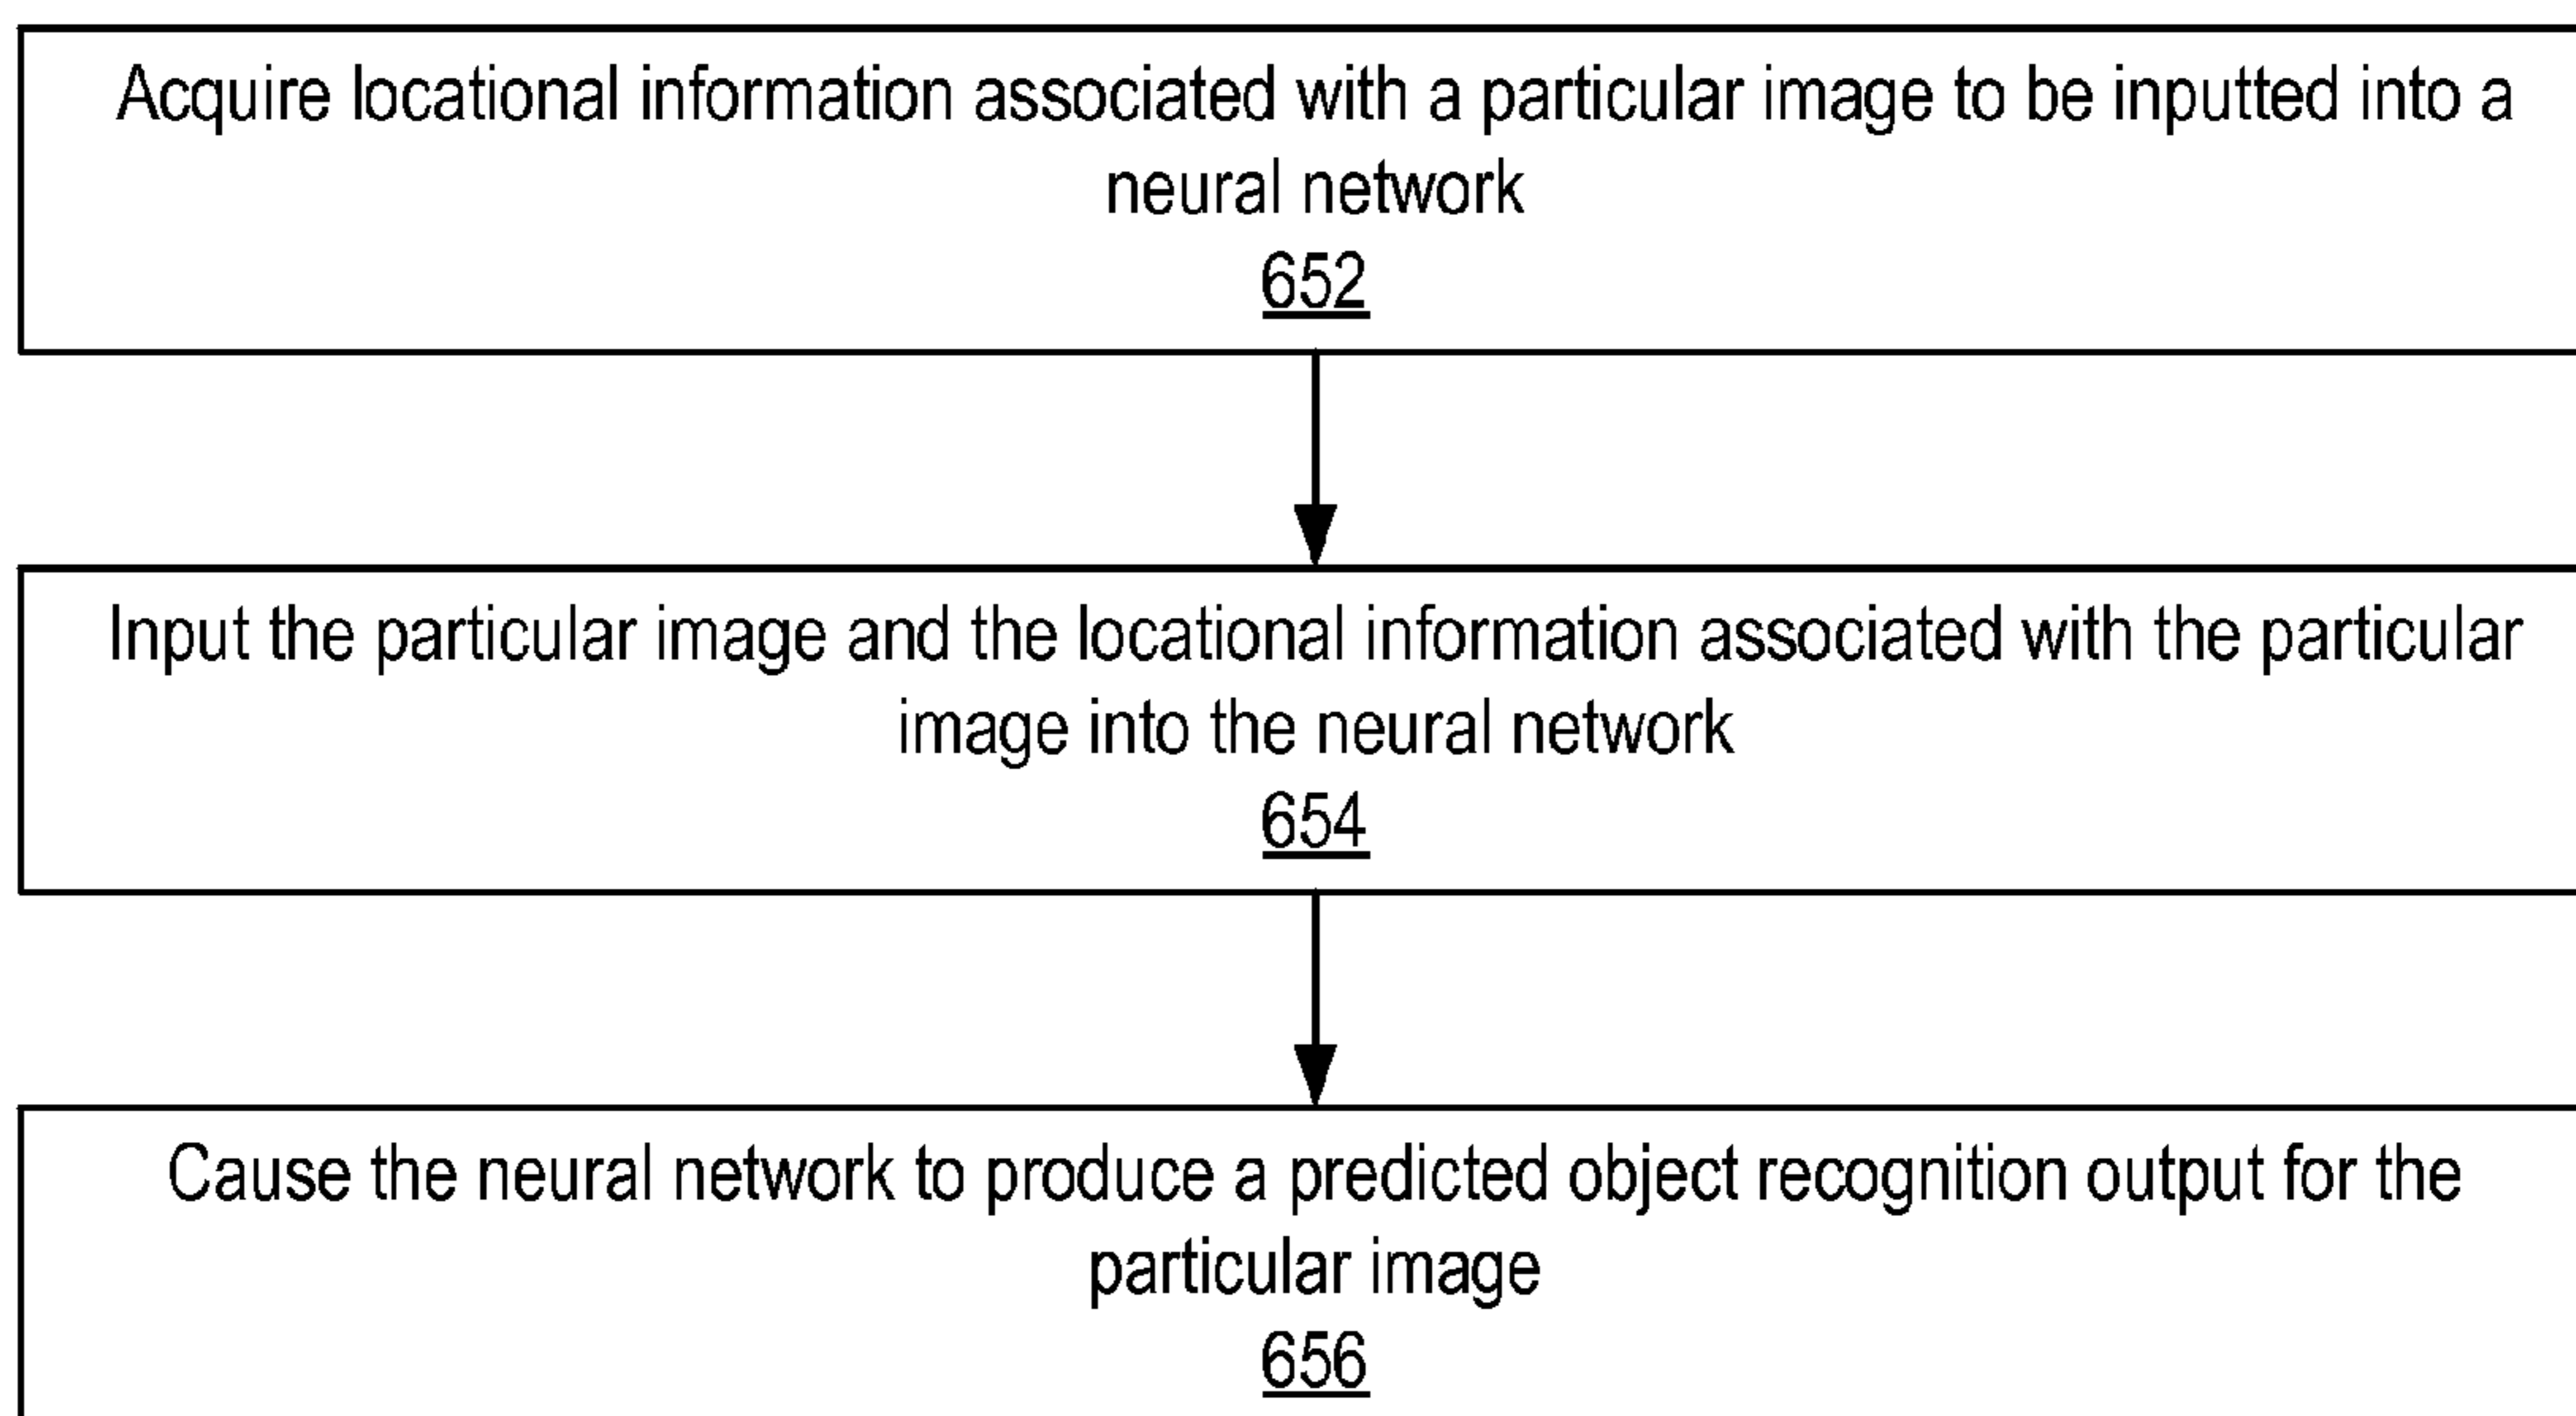 Acquire locational information associated with a particular image to be inputted into a
neural network
652
Input the particular image and the locational information associated with the particular
image into the neural network
654
Cause the neural network to produce a predicted object recognition output for the
particular image
656